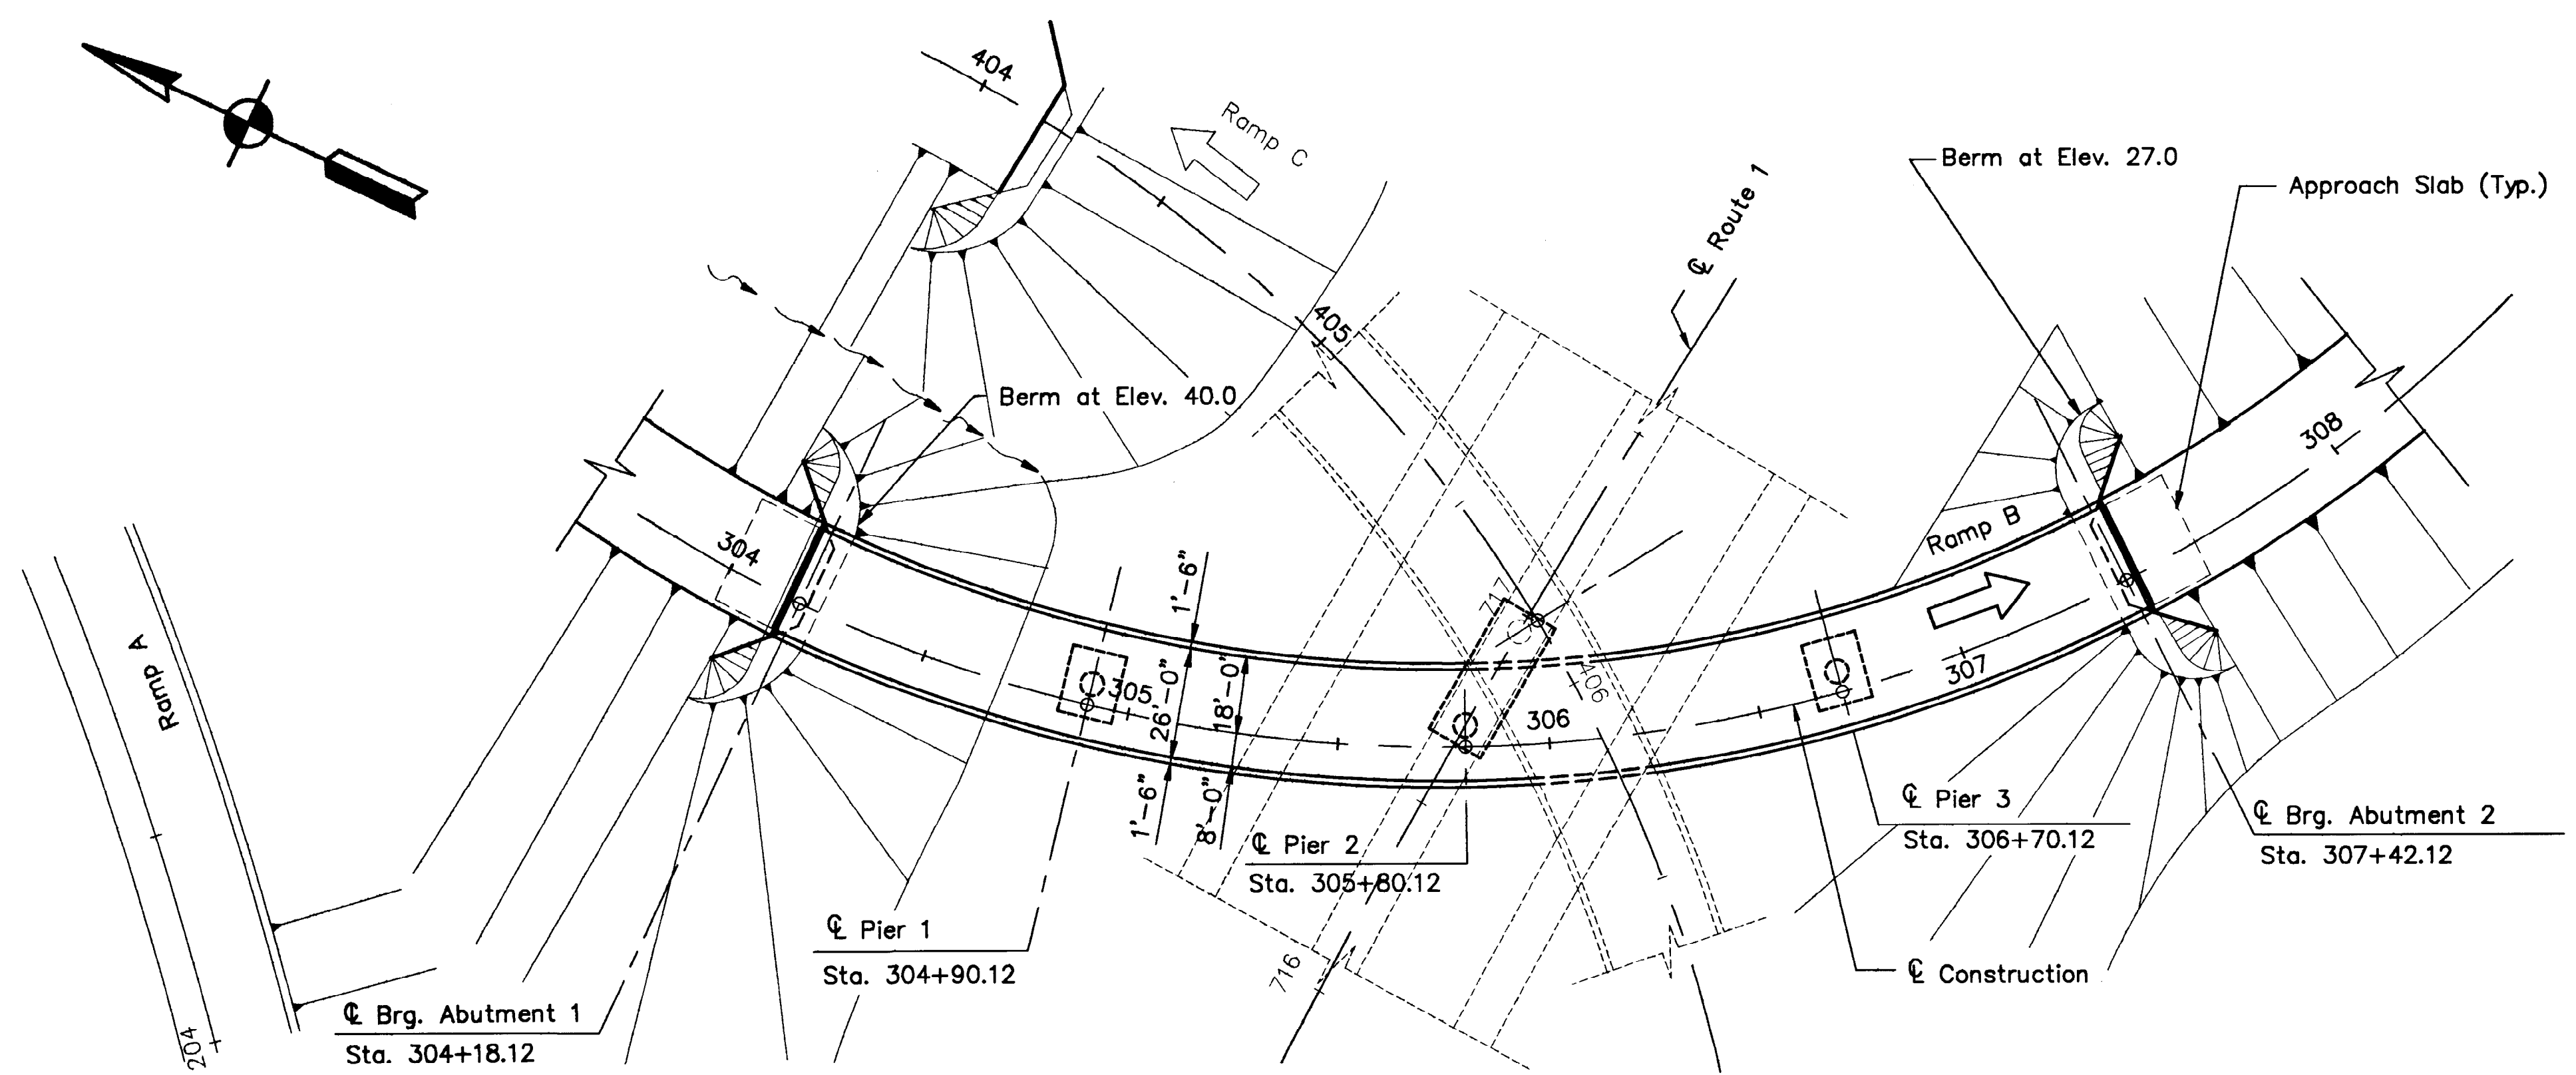 404
Ramp C
℄ Route 1
Berm at Elev. 27.0
Approach Slab (Typ.)
405
Berm at Elev. 40.0
308
304
Ramp B
1'-6"
305
26'-0"
18'-0"
71
406
306
307
Ramp A
1'-6"
8'-0"
℄ Pier 2
Sta. 305+80.12
℄ Pier 3
Sta. 306+70.12
℄ Brg. Abutment 2
Sta. 307+42.12
℄ Pier 1
Sta. 304+90.12
716
℄ Construction
℄ Brg. Abutment 1
Sta. 304+18.12
204